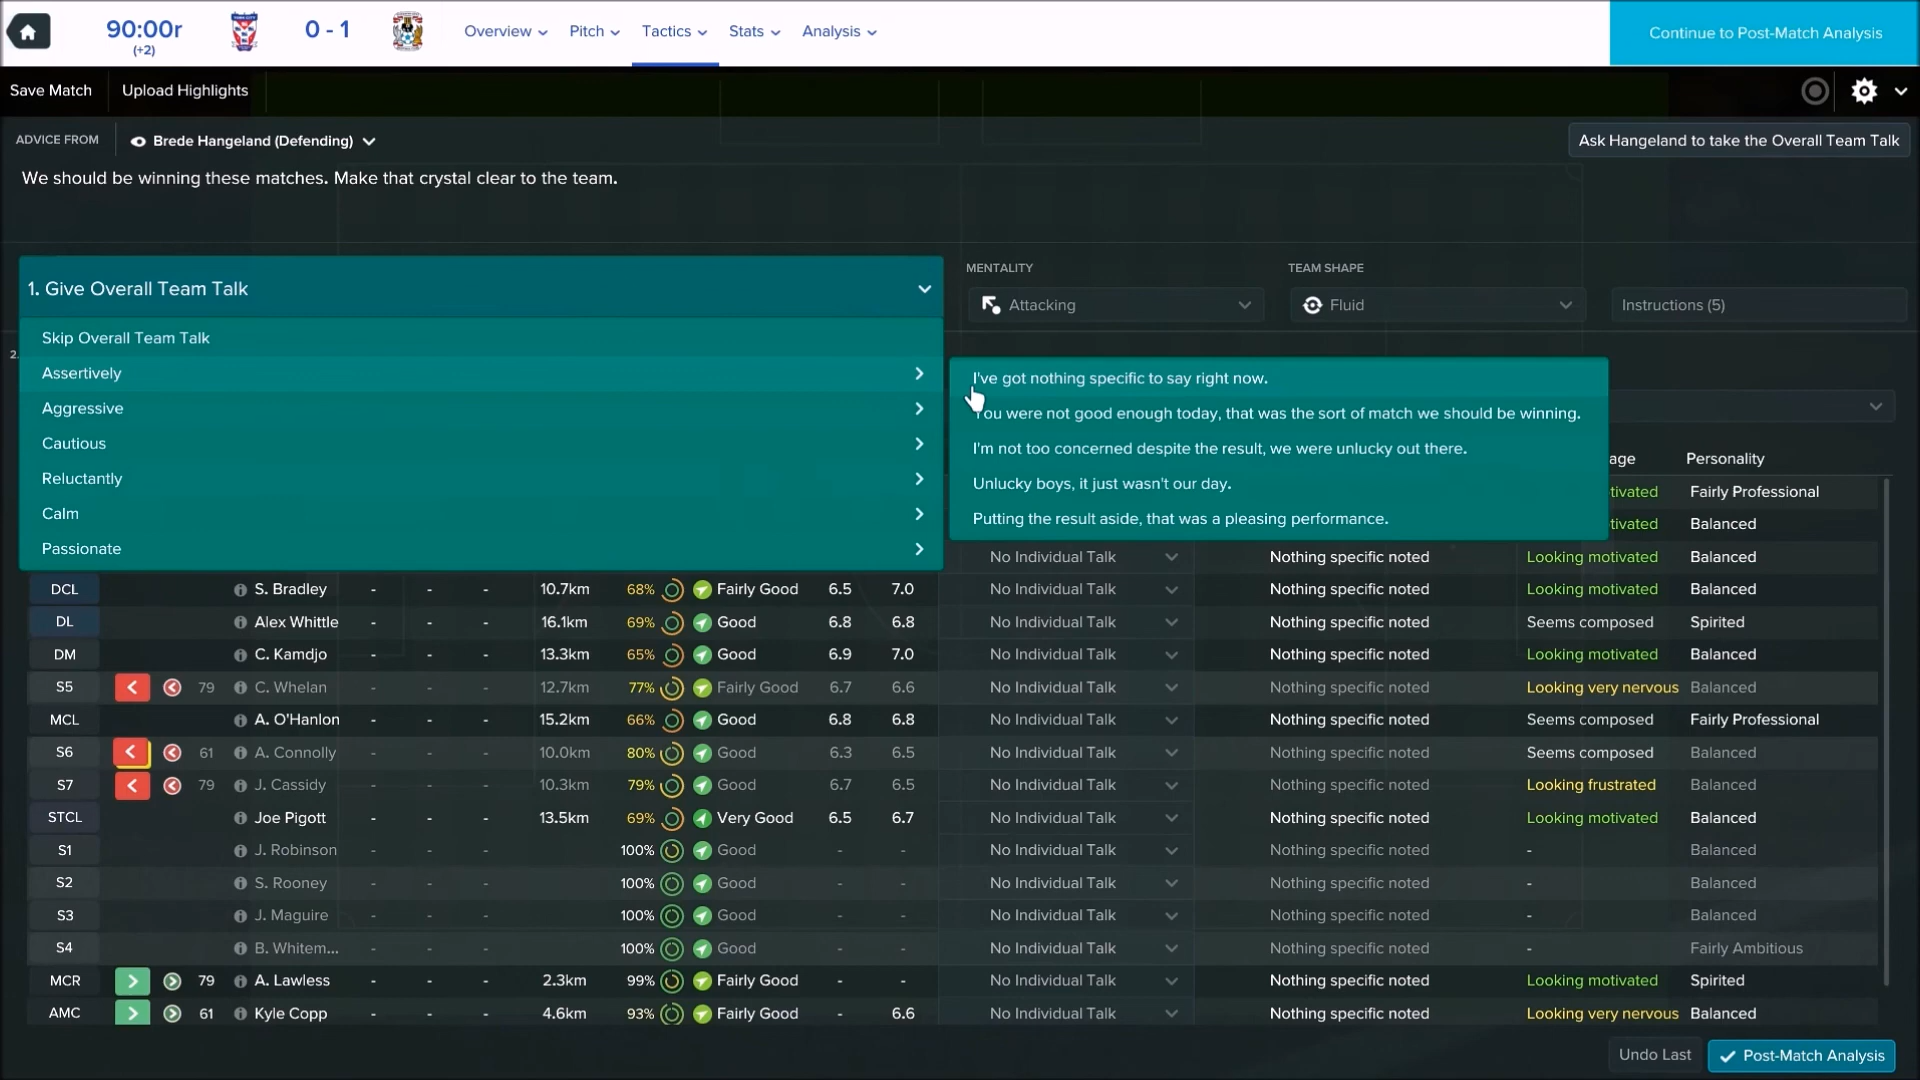 90:00r
(+2)
0 - 1
Overview
Pitch
Tactics
Stats
Analysis
Continue to Post-Match Analysis
Save Match
Upload Highlights
ADVICE FROM
Brede Hangeland (Defending)
Ask Hangeland to take the Overall Team Talk
We should be winning these matches. Make that crystal clear to the team.
1. Give Overall Team Talk
MENTALITY
Attacking
TEAM SHAPE
Fluid
Instructions (5)
Skip Overall Team Talk
2.
Assertively
Aggressive
Cautious
Reluctantly
Calm
Passionate
I've got nothing specific to say right now.
You were not good enough today, that was the sort of match we should be winning.
I'm not too concerned despite the result, we were unlucky out there.
Unlucky boys, it just wasn't our day.
Putting the result aside, that was a pleasing performance.
Personality
Fairly Professional
Balanced
No Individual Talk Nothing specific noted Looking motivated Balanced
DCL S. Bradley - - - 10.7km 68% Fairly Good 6.5 7.0 No Individual Talk Nothing specific noted Looking motivated Balanced
DL Alex Whittle - - - 16.1km 69% Good 6.8 6.8 No Individual Talk Nothing specific noted Seems composed Spirited
DM C. Kamdjo - - - 13.3km 65% Good 6.9 7.0 No Individual Talk Nothing specific noted Looking motivated Balanced
S5 79 C. Whelan - - - 12.7km 77% Fairly Good 6.7 6.6 No Individual Talk Nothing specific noted Looking very nervous Balanced
MCL A. O'Hanlon - - - 15.2km 66% Good 6.8 6.8 No Individual Talk Nothing specific noted Seems composed Fairly Professional
S6 61 A. Connolly - - - 10.0km 80% Good 6.3 6.5 No Individual Talk Nothing specific noted Seems composed Balanced
S7 79 J. Cassidy - - - 10.3km 79% Good 6.7 6.5 No Individual Talk Nothing specific noted Looking frustrated Balanced
STCL Joe Pigott - - - 13.5km 69% Very Good 6.5 6.7 No Individual Talk Nothing specific noted Looking motivated Balanced
S1 J. Robinson - - - 100% Good - - No Individual Talk Nothing specific noted - Balanced
S2 S. Rooney - - - 100% Good - - No Individual Talk Nothing specific noted - Balanced
S3 J. Maguire - - - 100% Good - - No Individual Talk Nothing specific noted - Balanced
S4 B. Whitem... - - - 100% Good - - No Individual Talk Nothing specific noted - Fairly Ambitious
MCR 79 A. Lawless - - - 2.3km 99% Fairly Good - - No Individual Talk Nothing specific noted Looking motivated Spirited
AMC 61 Kyle Copp - - - 4.6km 93% Fairly Good - 6.6 No Individual Talk Nothing specific noted Looking very nervous Balanced
Undo Last
Post-Match Analysis